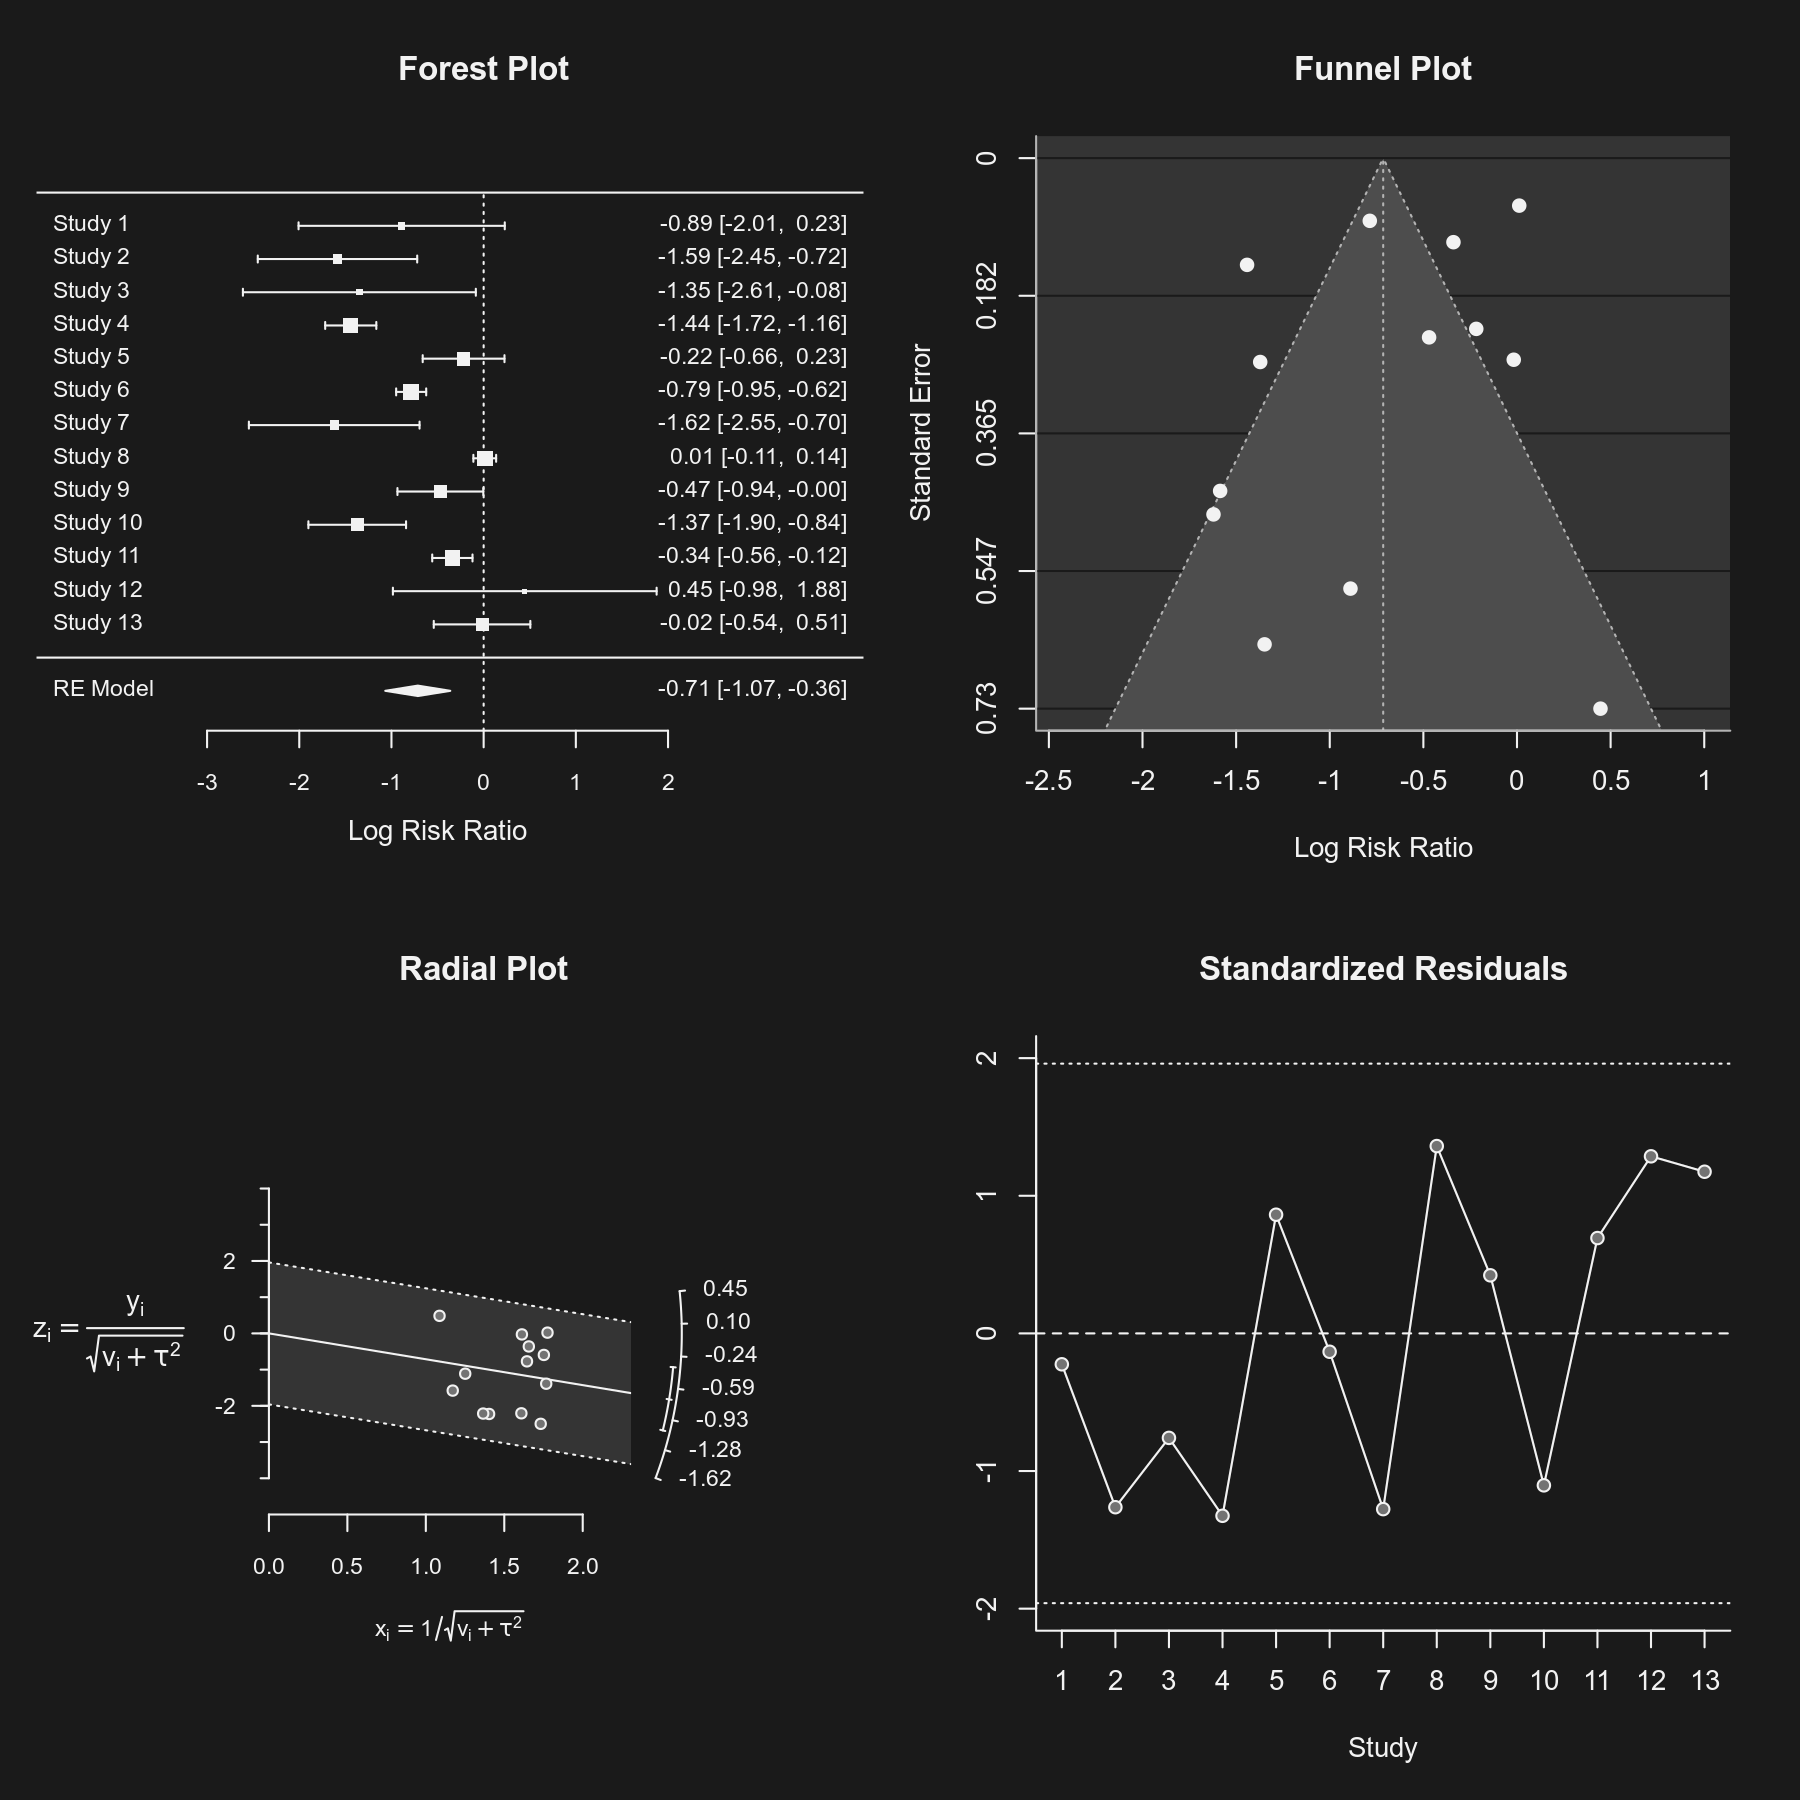 Forest Plot
Study 1 -0.89 [-2.01, 0.23]
Study 2 -1.59 [-2.45, -0.72]
Study 3 -1.35 [-2.61, -0.08]
Study 4 -1.44 [-1.72, -1.16]
Study 5 -0.22 [-0.66, 0.23]
Study 6 -0.79 [-0.95, -0.62]
Study 7 -1.62 [-2.55, -0.70]
Study 8 0.01 [-0.11, 0.14]
Study 9 -0.47 [-0.94, -0.00]
Study 10 -1.37 [-1.90, -0.84]
Study 11 -0.34 [-0.56, -0.12]
Study 12 0.45 [-0.98, 1.88]
Study 13 -0.02 [-0.54, 0.51]
RE Model -0.71 [-1.07, -0.36]
-3 -2 -1 0 1 2
Log Risk Ratio
Funnel Plot
Standard Error
0
0.182
0.365
0.547
0.73
-2.5 -2 -1.5 -1 -0.5 0 0.5 1
Log Risk Ratio
Radial Plot
zᵢ = yᵢ / √(vᵢ + τ²)
2
0
-2
0.45
0.10
-0.24
-0.59
-0.93
-1.28
-1.62
0.0 0.5 1.0 1.5 2.0
xᵢ = 1/√(vᵢ + τ²)
Standardized Residuals
2
1
0
-1
-2
1 2 3 4 5 6 7 8 9 10 11 12 13
Study